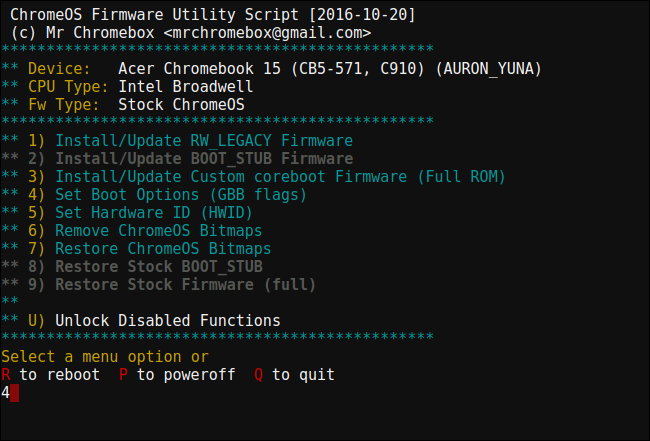 ChromeOS Firmware Utility Script [2016-10-20]
(c) Mr Chromebox <mrchromebox@gmail.com>
************************************************
** Device:   Acer Chromebook 15 (CB5-571, C910) (AURON_YUNA)
** CPU Type: Intel Broadwell
** Fw Type:  Stock ChromeOS
************************************************
** 1) Install/Update RW_LEGACY Firmware
** 2) Install/Update BOOT_STUB Firmware
** 3) Install/Update Custom coreboot Firmware (Full ROM)
** 4) Set Boot Options (GBB flags)
** 5) Set Hardware ID (HWID)
** 6) Remove ChromeOS Bitmaps
** 7) Restore ChromeOS Bitmaps
** 8) Restore Stock BOOT_STUB
** 9) Restore Stock Firmware (full)
**
** U) Unlock Disabled Functions
************************************************
Select a menu option or
R to reboot  P to poweroff  Q to quit
4